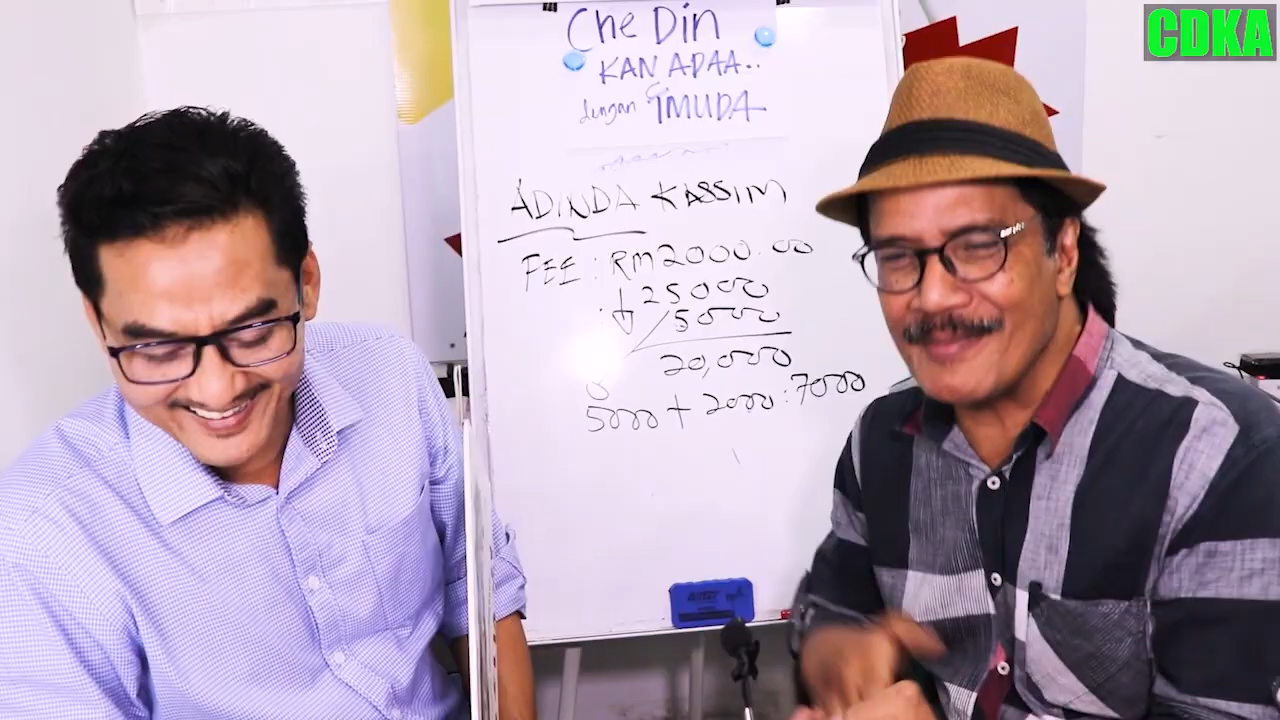 CDKA
Che Din
KAN ADAA..
dengan IMUDA
ADINDA KASSIM
FEE : RM2000.00
25000
5000
20,000
5000 + 2000 : 7000